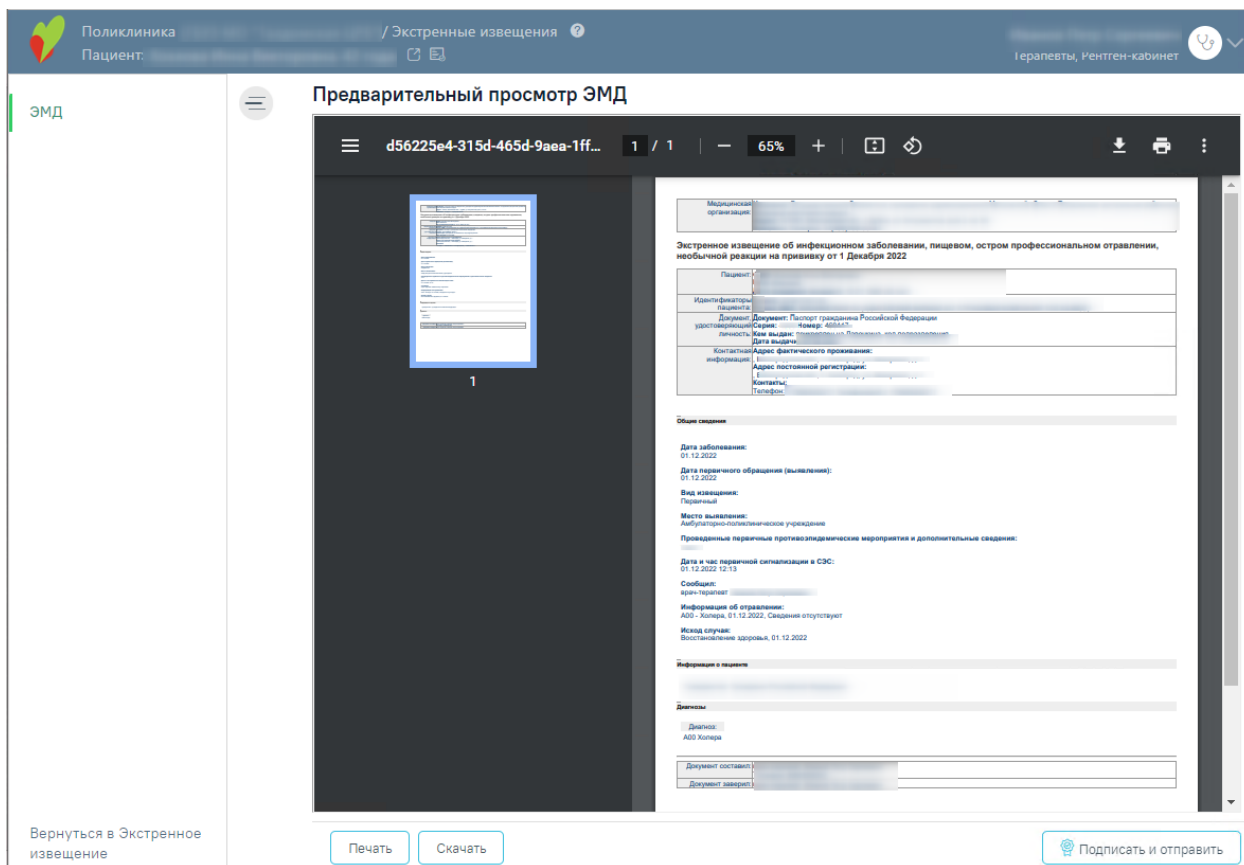 Поликлиника / Экстренные извещения
Пациент:
Терапевты, Рентген-кабинет
ЭМД
Предварительный просмотр ЭМД
d56225e4-315d-465d-9aea-1ff... 1 / 1 65%
1
Медицинская
организация:
Экстренное извещение об инфекционном заболевании, пищевом, остром профессиональном отравлении,
необычной реакции на прививку от 1 Декабря 2022
Пациент:
Идентификаторы
пациента:
Документ, Документ: Паспорт гражданина Российской Федерации
удостоверяющий Серия: Номер:
личность: Кем выдан:
Дата выдачи
Контактная Адрес фактического проживания:
информация:
Адрес постоянной регистрации:
Контакты:
Телефон:
Общие сведения
Дата заболевания:
01.12.2022
Дата первичного обращения (выявления):
01.12.2022
Вид извещения:
Первичный
Место выявления:
Амбулаторно-поликлиническое учреждение
Проведенные первичные противоэпидемические мероприятия и дополнительные сведения:
Дата и час первичной сигнализации в СЭС:
01.12.2022 12:13
Сообщил:
врач-терапевт
Информация об отравлении:
A00 - Холера, 01.12.2022, Сведения отсутствуют
Исход случая:
Восстановление здоровья, 01.12.2022
Информация о пациенте
Диагнозы
Диагноз:
A00 Холера
Документ составил:
Документ заверил:
Вернуться в Экстренное
извещение
Печать Скачать Подписать и отправить